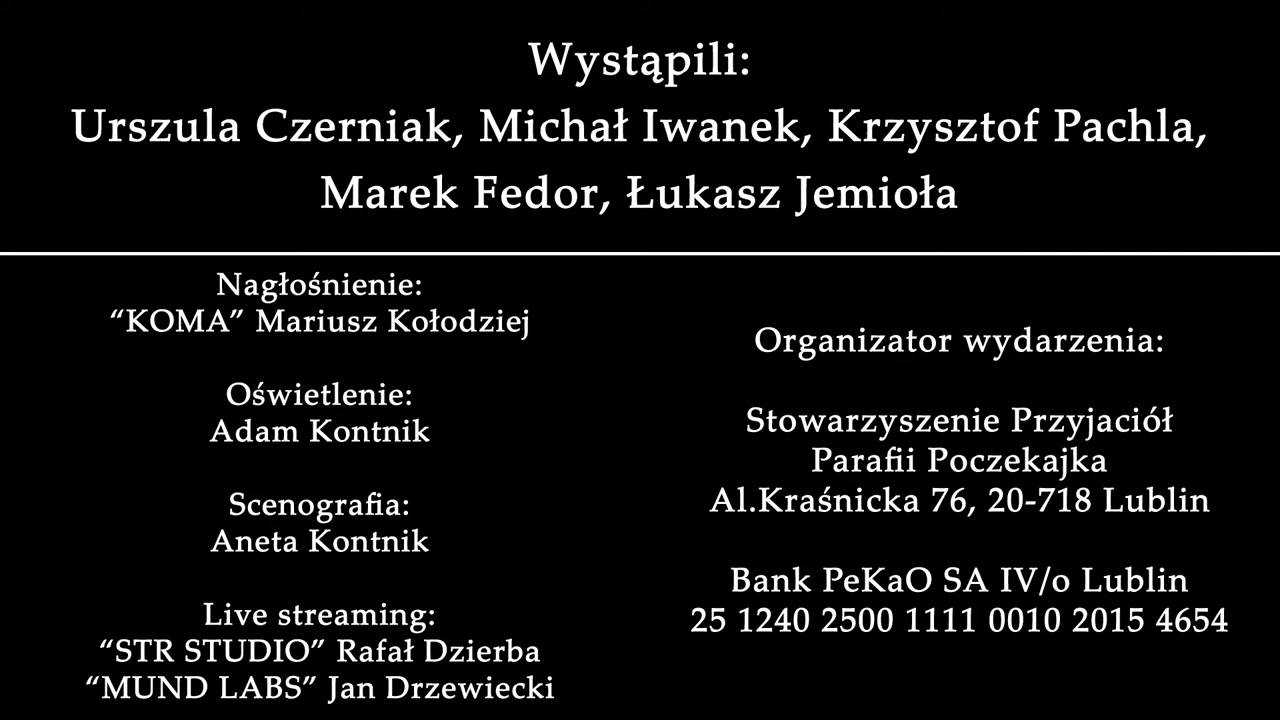 Wystąpili:
Urszula Czerniak, Michał Iwanek, Krzysztof Pachla,
Marek Fedor, Łukasz Jemioła
Nagłośnienie:
“KOMA” Mariusz Kołodziej
Oświetlenie:
Adam Kontnik
Scenografia:
Aneta Kontnik
Live streaming:
“STR STUDIO” Rafał Dzierba
“MUND LABS” Jan Drzewiecki
Organizator wydarzenia:
Stowarzyszenie Przyjaciół
Parafii Poczekajka
Al.Kraśnicka 76, 20-718 Lublin
Bank PeKaO SA IV/o Lublin
25 1240 2500 1111 0010 2015 4654